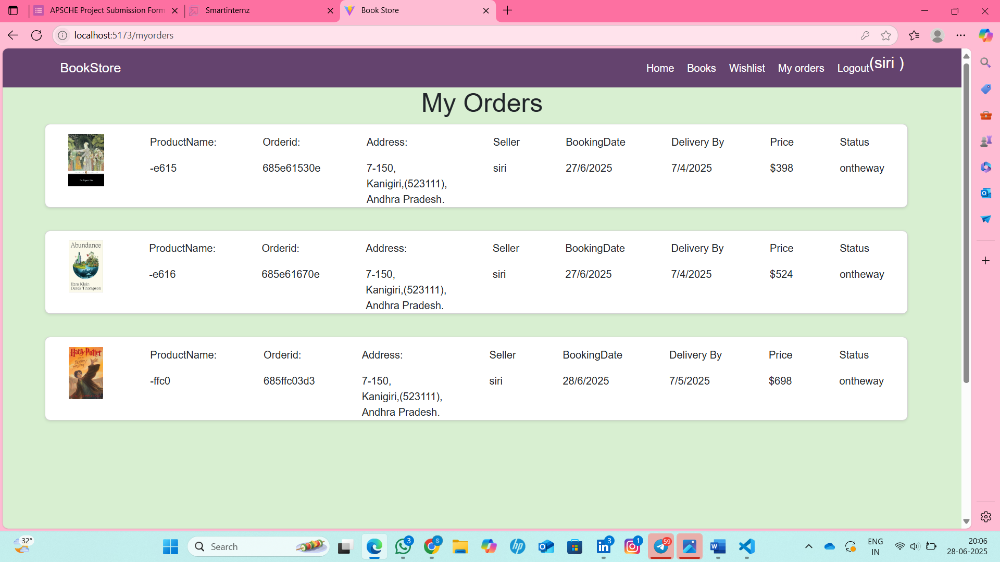 APSCHE Project Submission Form
Smartinternz
Book Store
localhost:5173/myorders
BookStore
Home
Books
Wishlist
My orders
Logout(siri )
My Orders
ProductName:
Orderid:
Address:
Seller
BookingDate
Delivery By
Price
Status
-e615
685e61530e
7-150,
Kanigiri,(523111),
Andhra Pradesh.
siri
27/6/2025
7/4/2025
$398
ontheway
Abundance
Ezra Klein
Derek Thompson
ProductName:
Orderid:
Address:
Seller
BookingDate
Delivery By
Price
Status
-e616
685e61670e
7-150,
Kanigiri,(523111),
Andhra Pradesh.
siri
27/6/2025
7/4/2025
$524
ontheway
Harry Potter
ProductName:
Orderid:
Address:
Seller
BookingDate
Delivery By
Price
Status
-ffc0
685ffc03d3
7-150,
Kanigiri,(523111),
Andhra Pradesh.
siri
28/6/2025
7/5/2025
$698
ontheway
32°
Search
3
S
hp
3
1
59
ENG
IN
20:06
28-06-2025